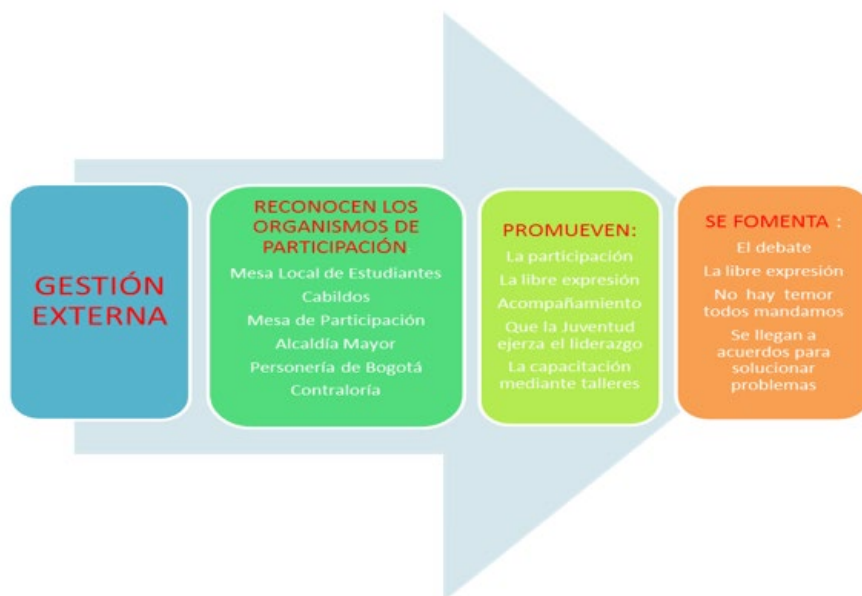 GESTIÓN
EXTERNA
RECONOCEN LOS
ORGANISMOS DE
PARTICIPACIÓN
Mesa Local de Estudiantes
Cabildos
Mesa de Participación
Alcaldía Mayor
Personería de Bogotá
Contraloría
PROMUEVEN:
La participación
La libre expresión
Acompañamiento
Que la Juventud
ejerza el liderazgo
La capacitación
mediante talleres
SE FOMENTA :
El debate
La libre expresión
No hay temor
todos mandamos
Se llegan a
acuerdos para
solucionar
problemas